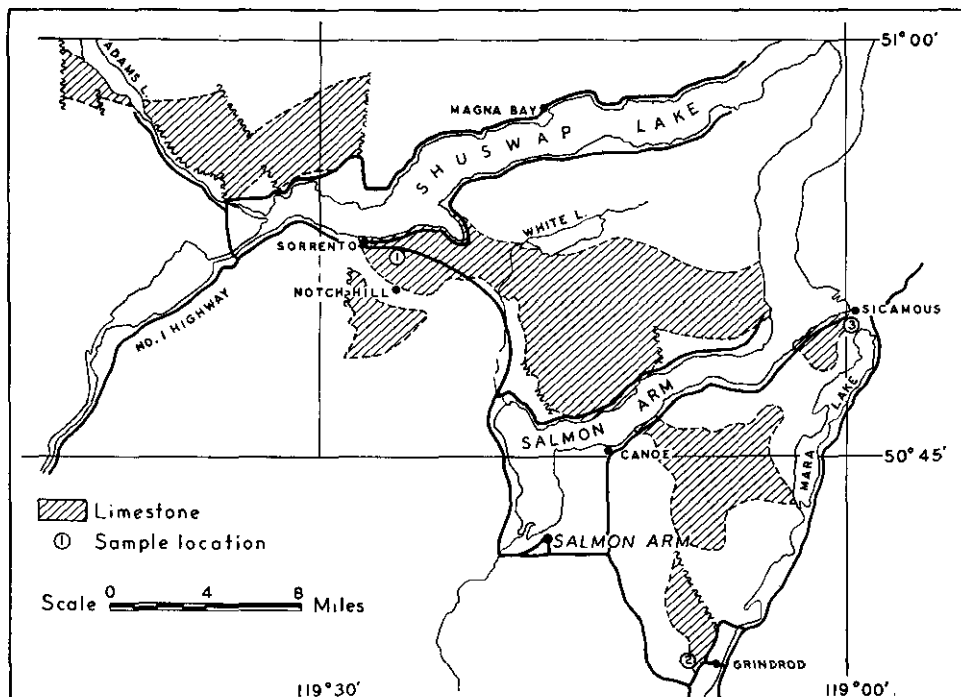 51° 00'
ADAMS L.
MAGNA BAY
SHUSWAP LAKE
WHITE L.
SORRENTO
1
NOTCH HILL
NO. 1 HIGHWAY
SICAMOUS
3
SALMON ARM
MARA LAKE
CANOE
50° 45'
Limestone
1 Sample location
SALMON ARM
Scale 0 4 8 Miles
2
GRINDROD
119° 30'
119° 00'